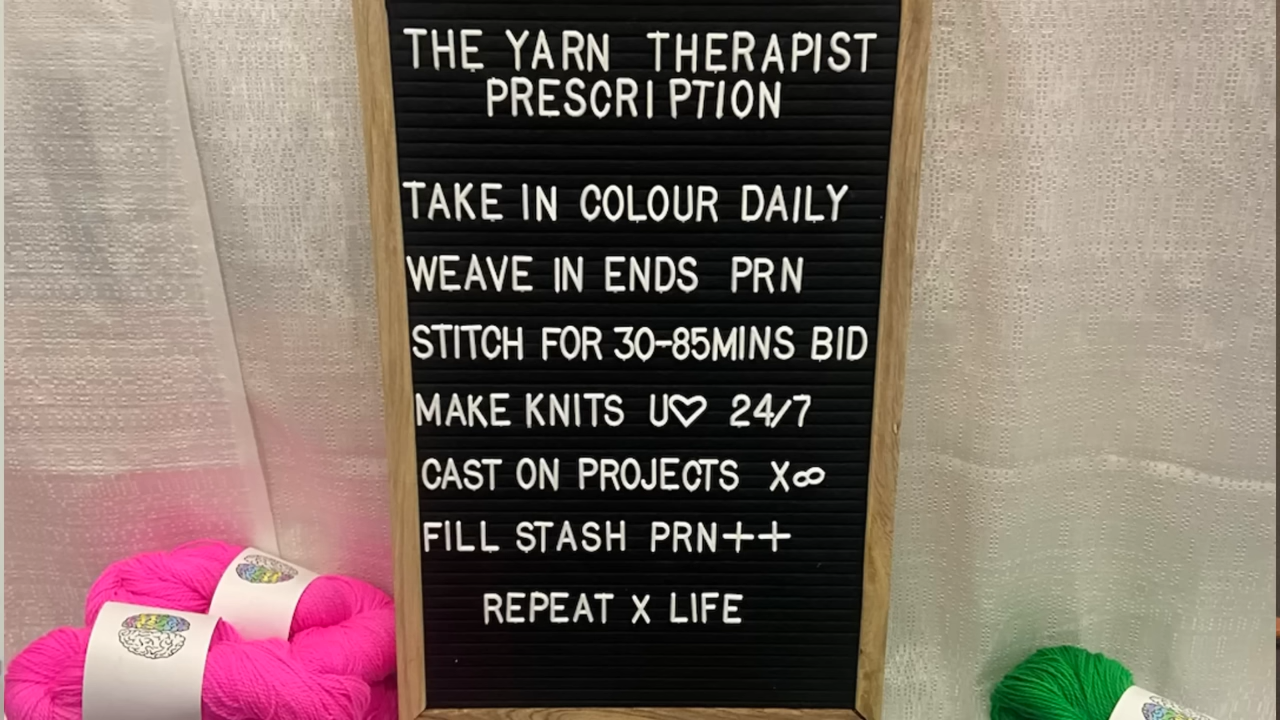 THE YARN THERAPIST
PRESCRIPTION
TAKE IN COLOUR DAILY
WEAVE IN ENDS PRN
STITCH FOR 30-85MINS BID
MAKE KNITS U♡ 24/7
CAST ON PROJECTS X∞
FILL STASH PRN++
REPEAT X LIFE